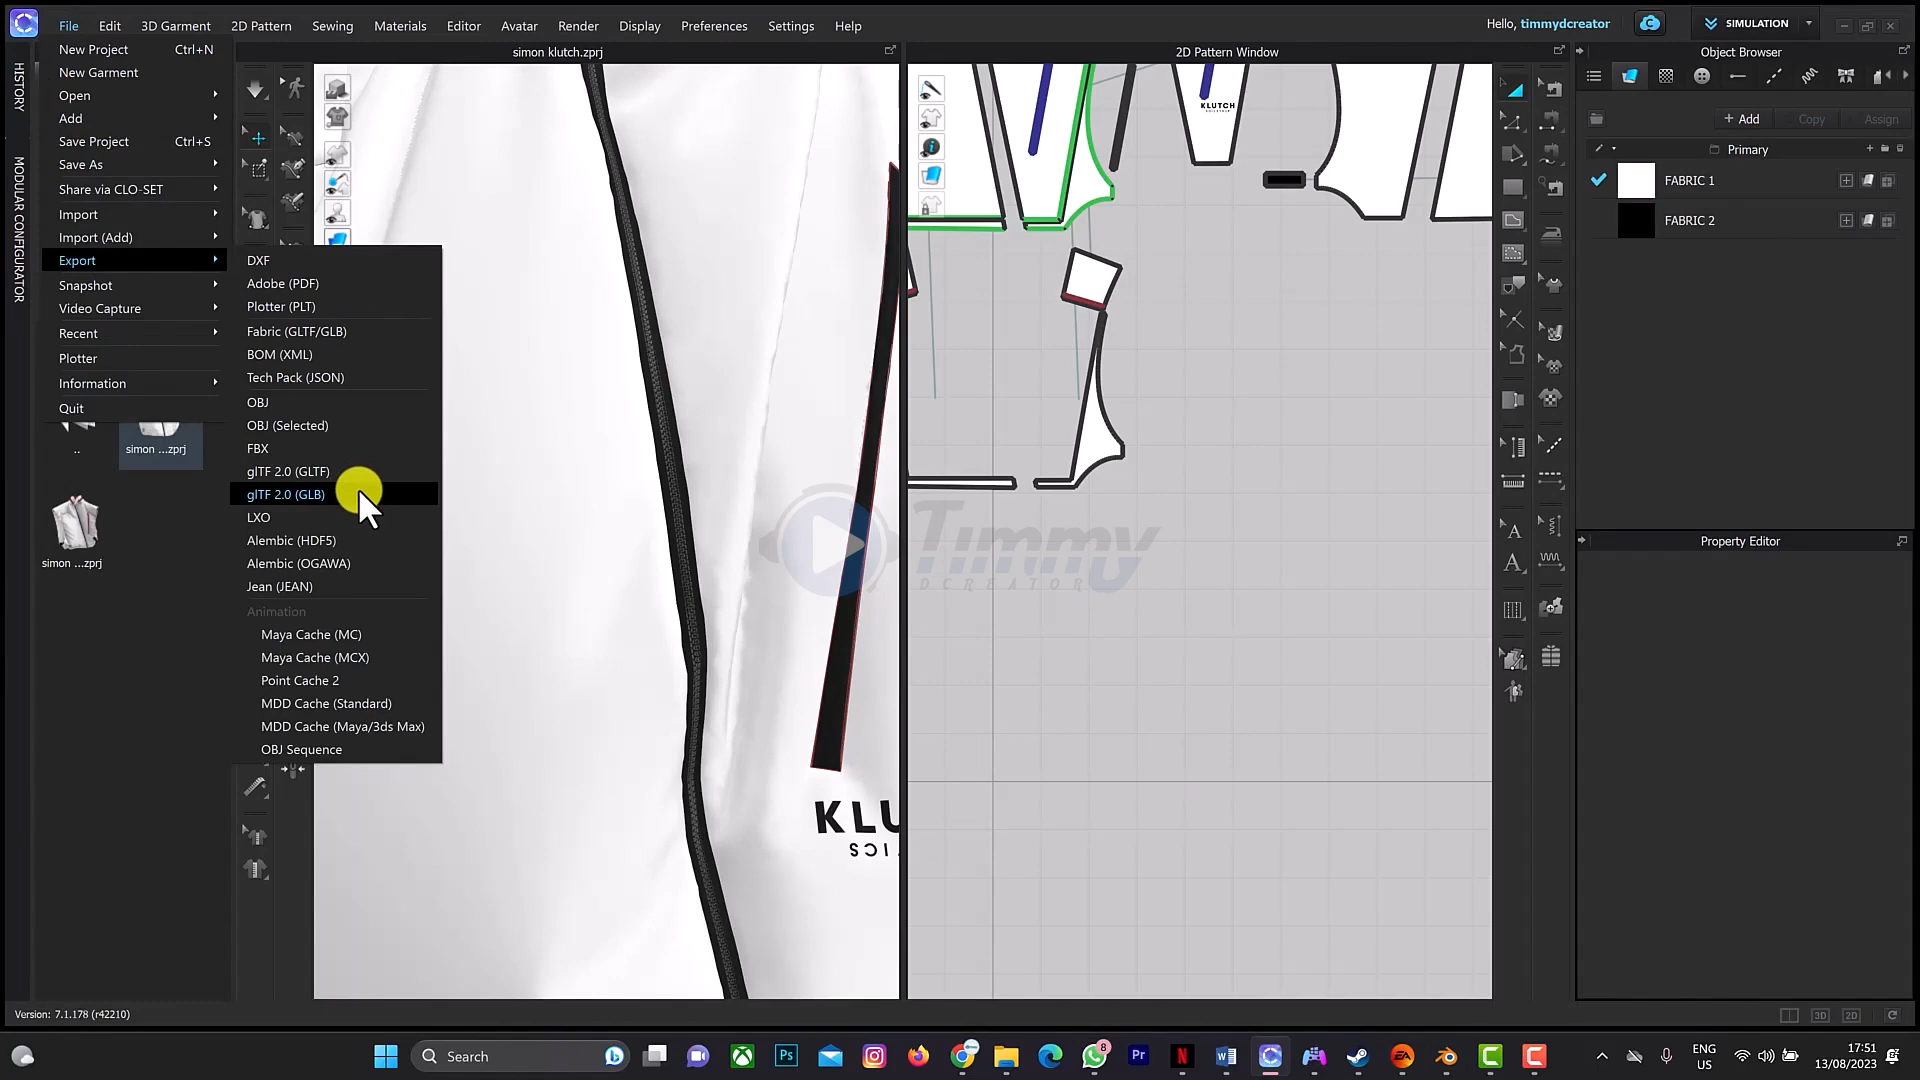 File Edit 3D Garment 2D Pattern Sewing Materials Editor Avatar Render Display Preferences Settings Help
Hello, timmydcreator
SIMULATION
HISTORY
MODULAR CONFIGURATOR
New Project Ctrl+N
New Garment
Open
Add
Save Project Ctrl+S
Save As
Share via CLO-SET
Import
Import (Add)
Export
Snapshot
Video Capture
Recent
Plotter
Information
Quit
..
simon ...zprj
simon ...zprj
DXF
Adobe (PDF)
Plotter (PLT)
Fabric (GLTF/GLB)
BOM (XML)
Tech Pack (JSON)
OBJ
OBJ (Selected)
FBX
glTF 2.0 (GLTF)
glTF 2.0 (GLB)
LXO
Alembic (HDF5)
Alembic (OGAWA)
Jean (JEAN)
Animation
Maya Cache (MC)
Maya Cache (MCX)
Point Cache 2
MDD Cache (Standard)
MDD Cache (Maya/3ds Max)
OBJ Sequence
simon klutch.zprj
KLU
2D Pattern Window
KLUTCH
Timmy
DCREATOR
Object Browser
+ Add Copy Assign
Primary
FABRIC 1
FABRIC 2
Property Editor
Version: 7.1.178 (r42210)
3D 2D
Search
8
ENG
US
17:51
13/08/2023